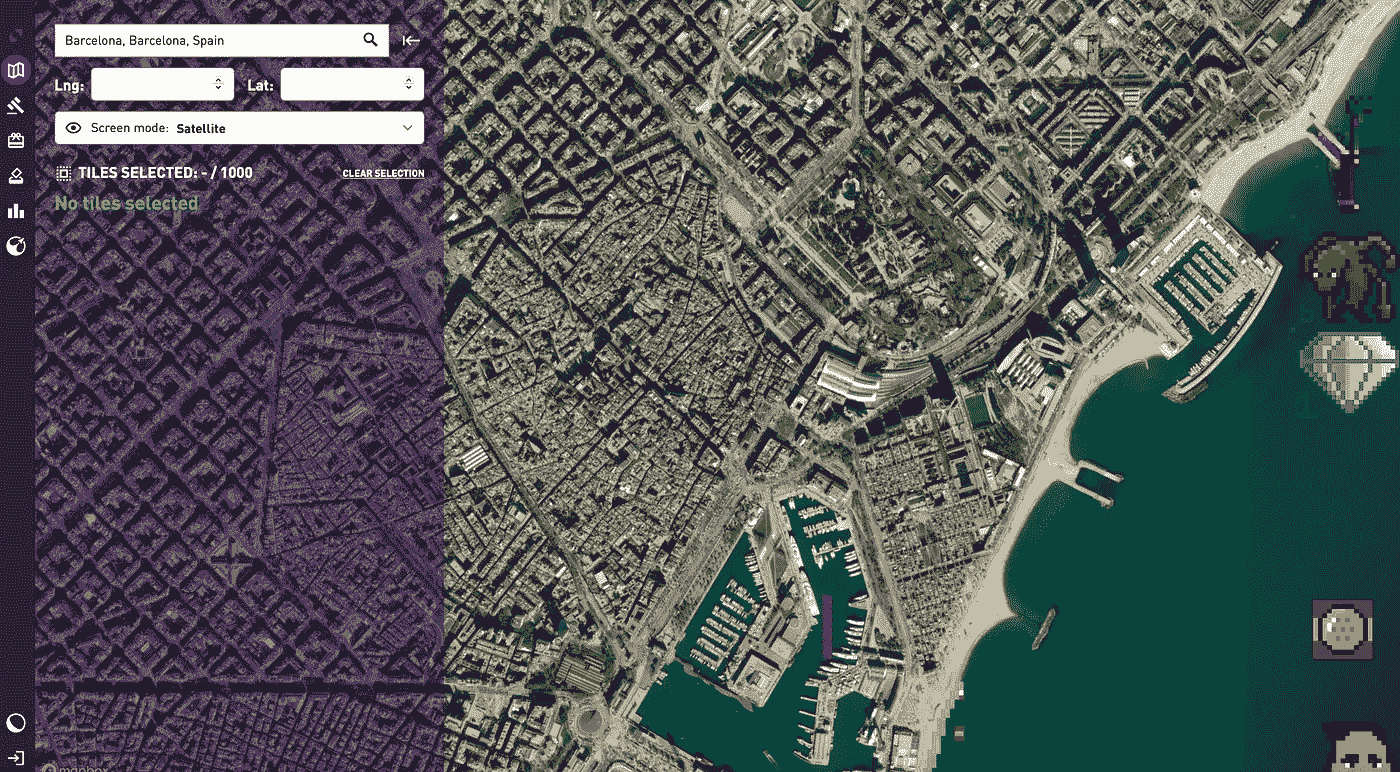 Barcelona, Barcelona, Spain
Lng:
Lat:
Screen mode: Satellite
TILES SELECTED: - / 1000
CLEAR SELECTION
No tiles selected
mapbox